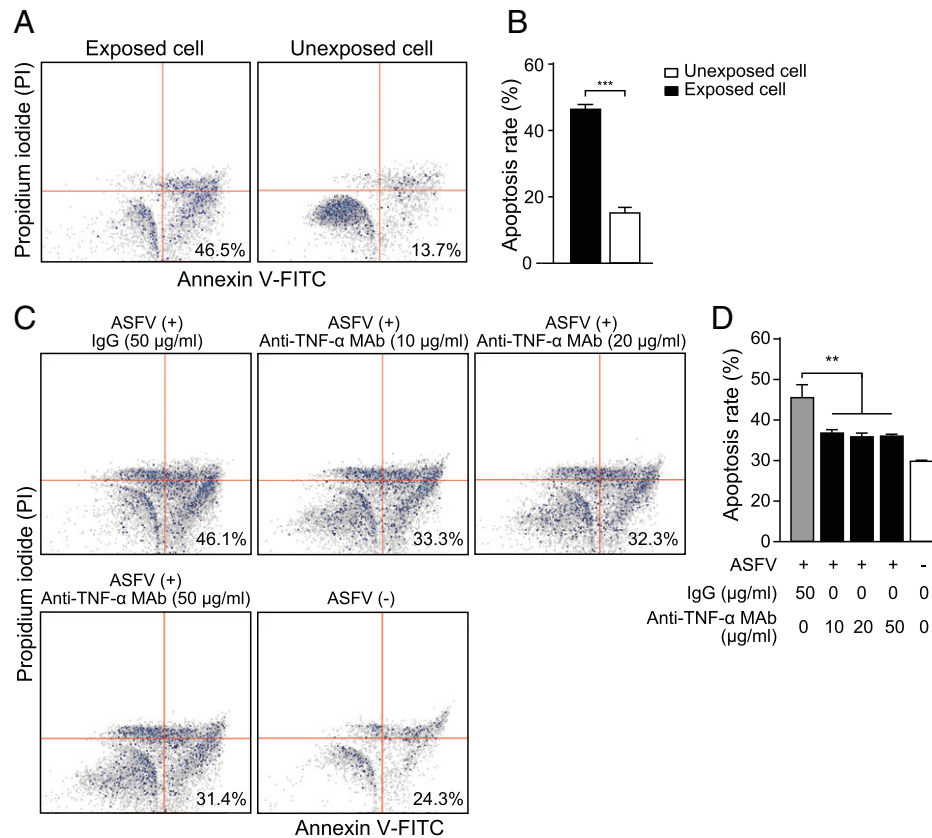 A
Exposed cell
Unexposed cell
Propidium iodide (PI)
46.5%
13.7%
Annexin V-FITC
B
60
40
20
0
Apoptosis rate (%)
***
Unexposed cell
Exposed cell
C
ASFV (+)
IgG (50 µg/ml)
ASFV (+)
Anti-TNF-α MAb (10 µg/ml)
ASFV (+)
Anti-TNF-α MAb (20 µg/ml)
46.1%
33.3%
32.3%
Propidium iodide (PI)
ASFV (+)
Anti-TNF-α MAb (50 µg/ml)
ASFV (-)
31.4%
24.3%
Annexin V-FITC
D
60
50
40
30
20
0
Apoptosis rate (%)
**
ASFV + + + + -
IgG (µg/ml) 50 0 0 0 0
Anti-TNF-α MAb
(µg/ml) 0 10 20 50 0